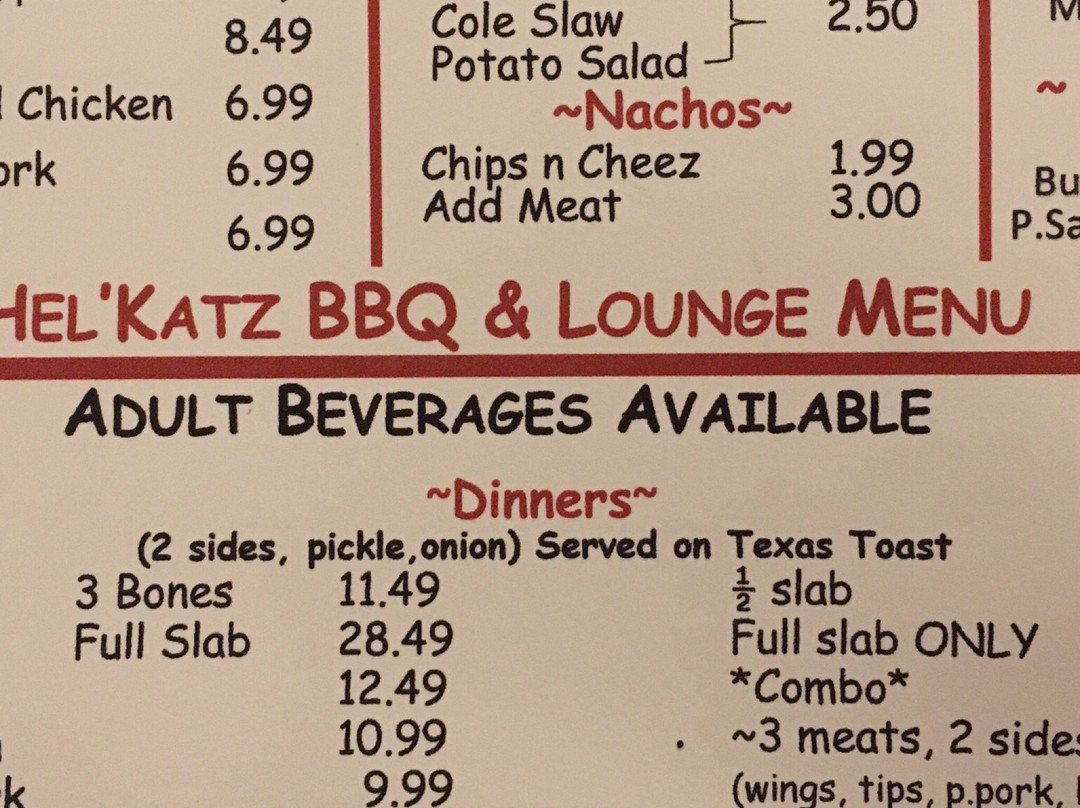 8.49
Chicken 6.99
6.99
6.99
Cole Slaw 2.50
Potato Salad
~Nachos~
Chips n Cheez 1.99
Add Meat 3.00
~
Bu
P.Sa
HEL'KATZ BBQ & LOUNGE MENU
ADULT BEVERAGES AVAILABLE
~Dinners~
(2 sides, pickle,onion) Served on Texas Toast
3 Bones 11.49 ½ slab
Full Slab 28.49 Full slab ONLY
12.49 *Combo*
10.99 ~3 meats, 2 sides
9.99 (wings, tips, p.pork,